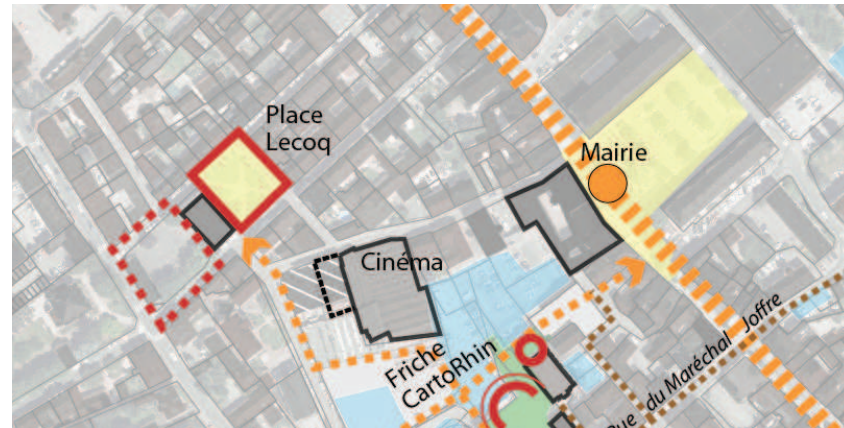 Place
Lecoq
Mairie
Cinéma
Friche
CartoRhin
Rue du Maréchal Joffre